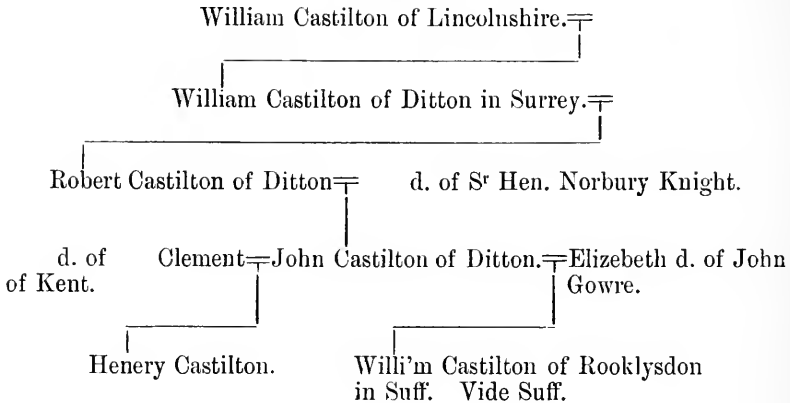 William Castilton of Lincolnshire.
William Castilton of Ditton in Surrey.
Robert Castilton of Ditton d. of Sʳ Hen. Norbury Knight.
d. of Clement John Castilton of Ditton. Elizebeth d. of John
of Kent. Gowre.
Henery Castilton. Willi'm Castilton of Rooklysdon
in Suff. Vide Suff.